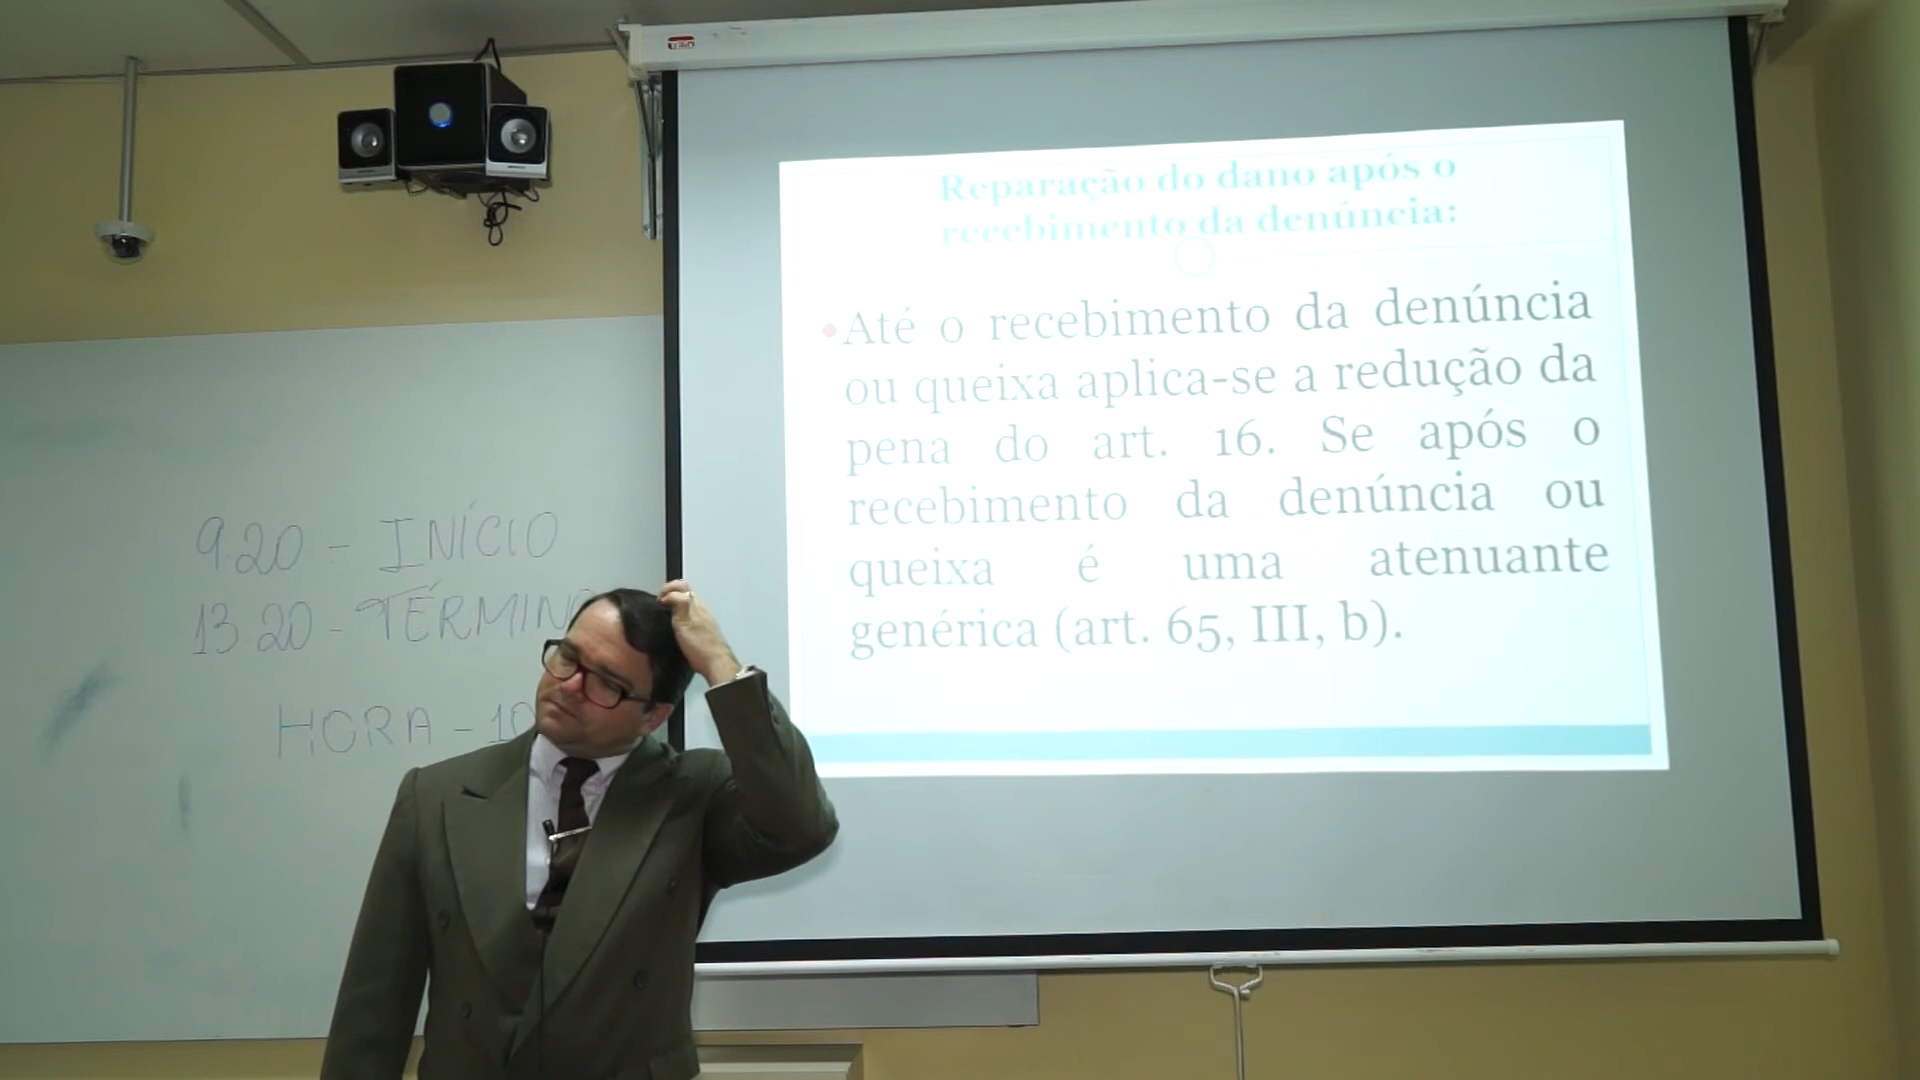 Reparação do dano após o
recebimento da denúncia:
•Até o recebimento da denúncia
ou queixa aplica-se a redução da
pena do art. 16. Se após o
recebimento da denúncia ou
queixa é uma atenuante
genérica (art. 65, III, b).
9.20 - INÍCIO
13 20 - TÉRMINO
HORA - 10